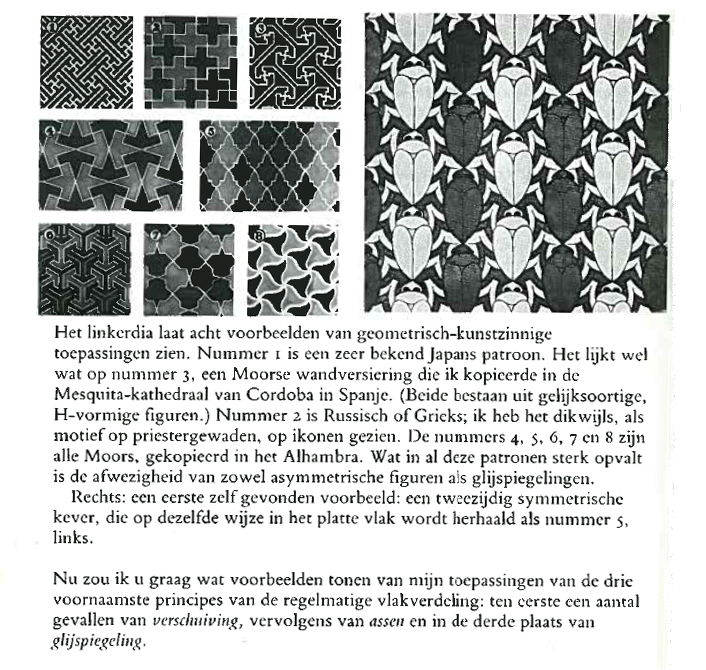 1 2 3
4 5
6 7 8
Het linkerdia laat acht voorbeelden van geometrisch-kunstzinnige
toepassingen zien. Nummer 1 is een zeer bekend Japans patroon. Het lijkt wel
wat op nummer 3, een Moorse wandversiering die ik kopieerde in de
Mesquita-kathedraal van Cordoba in Spanje. (Beide bestaan uit gelijksoortige,
H-vormige figuren.) Nummer 2 is Russisch of Grieks; ik heb het dikwijls, als
motief op priestergewaden, op ikonen gezien. De nummers 4, 5, 6, 7 en 8 zijn
alle Moors, gekopieerd in het Alhambra. Wat in al deze patronen sterk opvalt
is de afwezigheid van zowel asymmetrische figuren als glijspiegelingen.
Rechts: een eerste zelf gevonden voorbeeld: een tweezijdig symmetrische
kever, die op dezelfde wijze in het platte vlak wordt herhaald als nummer 5,
links.
Nu zou ik u graag wat voorbeelden tonen van mijn toepassingen van de drie
voornaamste principes van de regelmatige vlakverdeling: ten eerste een aantal
gevallen van verschuiving, vervolgens van assen en in de derde plaats van
glijspiegeling.